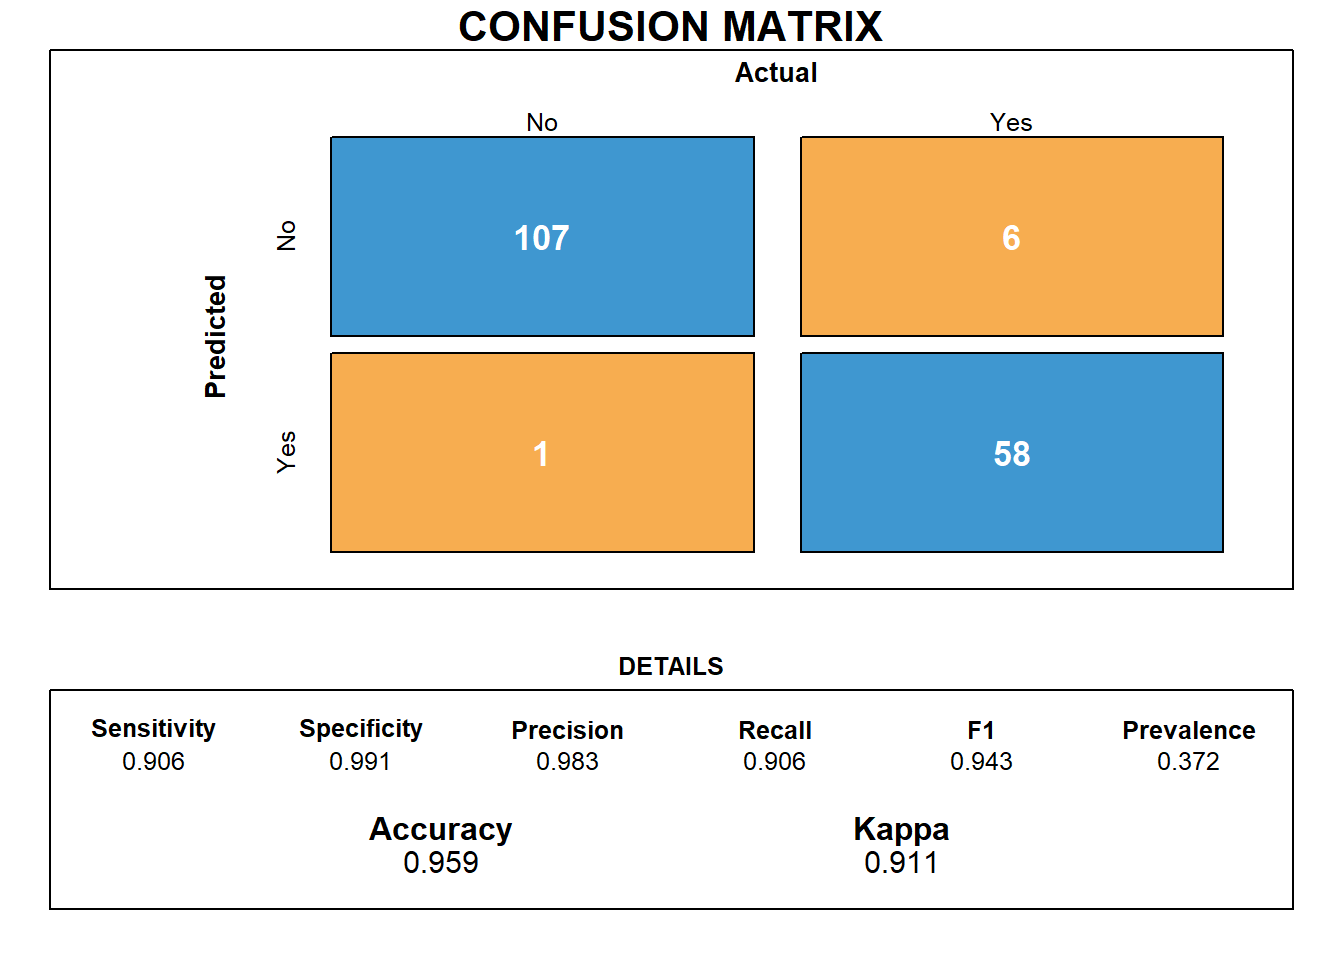 CONFUSION MATRIX
Actual
No Yes
Predicted
No
107 6
Yes
1 58
DETAILS
Sensitivity Specificity Precision Recall F1 Prevalence
0.906 0.991 0.983 0.906 0.943 0.372
Accuracy Kappa
0.959 0.911